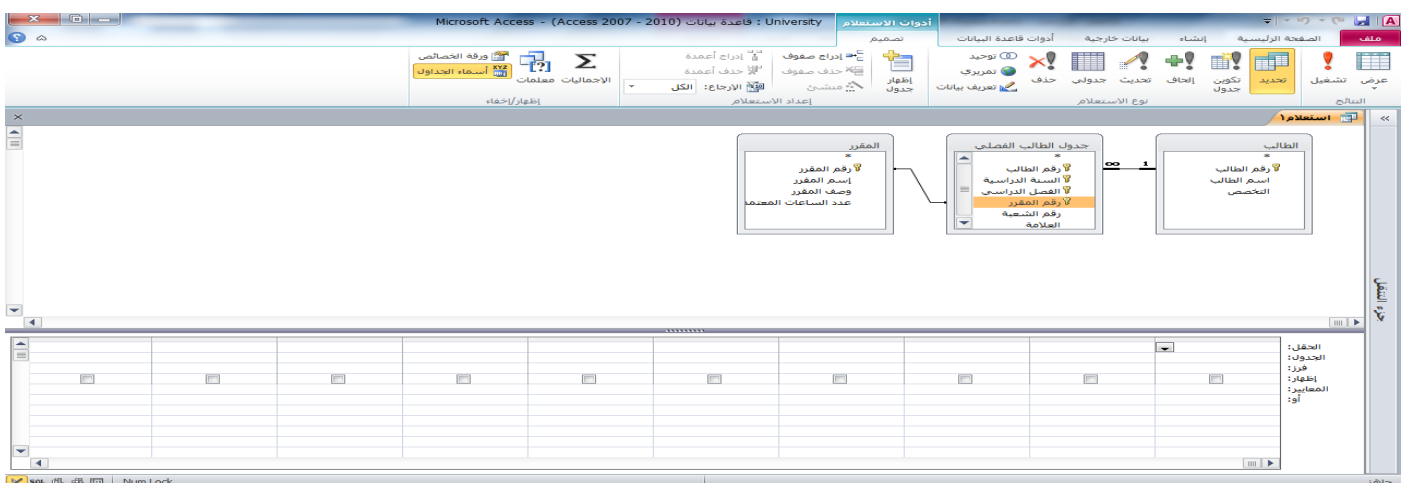 أدوات الاستعلام
University : قاعدة بيانات (Access 2007 - 2010) - Microsoft Access
ملف
الصفحة الرئيسية
إنشاء
بيانات خارجية
أدوات قاعدة البيانات
تصميم
عرض
تشغيل
تحديد
تكوين جدول
إلحاق
تحديث
جدولي
حذف
توحيد
تمريري
تعريف بيانات
إظهار جدول
إدراج صفوف
حذف صفوف
منشئ
إدراج أعمدة
حذف أعمدة
الإرجاع: الكل
الإجماليات
معلمات
ورقة الخصائص
XYZ
أسماء الجداول
النتائج
نوع الاستعلام
إعداد الاستعلام
إظهار/إخفاء
استعلام١
الطالب
*
رقم الطالب
اسم الطالب
التخصص
1
∞
جدول الطالب الفصلي
*
رقم الطالب
السنة الدراسية
الفصل الدراسي
رقم المقرر
رقم الشعبة
العلامة
المقرر
*
رقم المقرر
إسم المقرر
وصف المقرر
عدد الساعات المعتمد
جزء التنقل
الحقل:
الجدول:
فرز:
إظهار:
المعايير:
أو:
جاهز
Num Lock
SQL